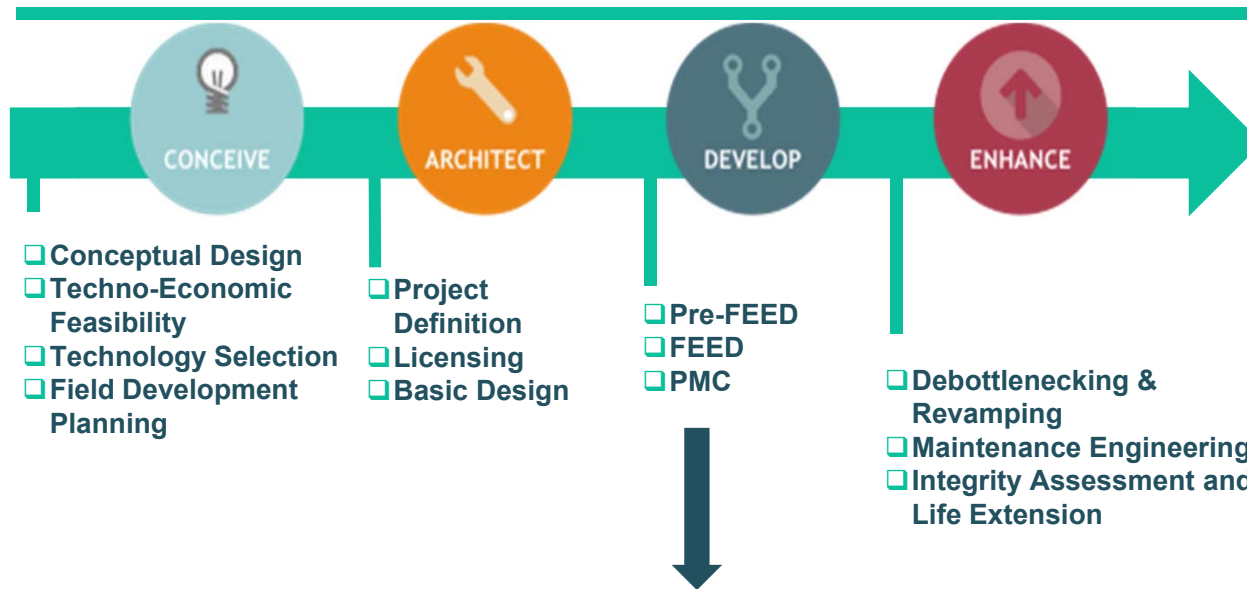 CONCEIVE
ARCHITECT
DEVELOP
ENHANCE
Conceptual Design
Techno-Economic
Feasibility
Technology Selection
Field Development
Planning
Project
Definition
Licensing
Basic Design
Pre-FEED
FEED
PMC
Debottlenecking &
Revamping
Maintenance Engineering
Integrity Assessment and
Life Extension